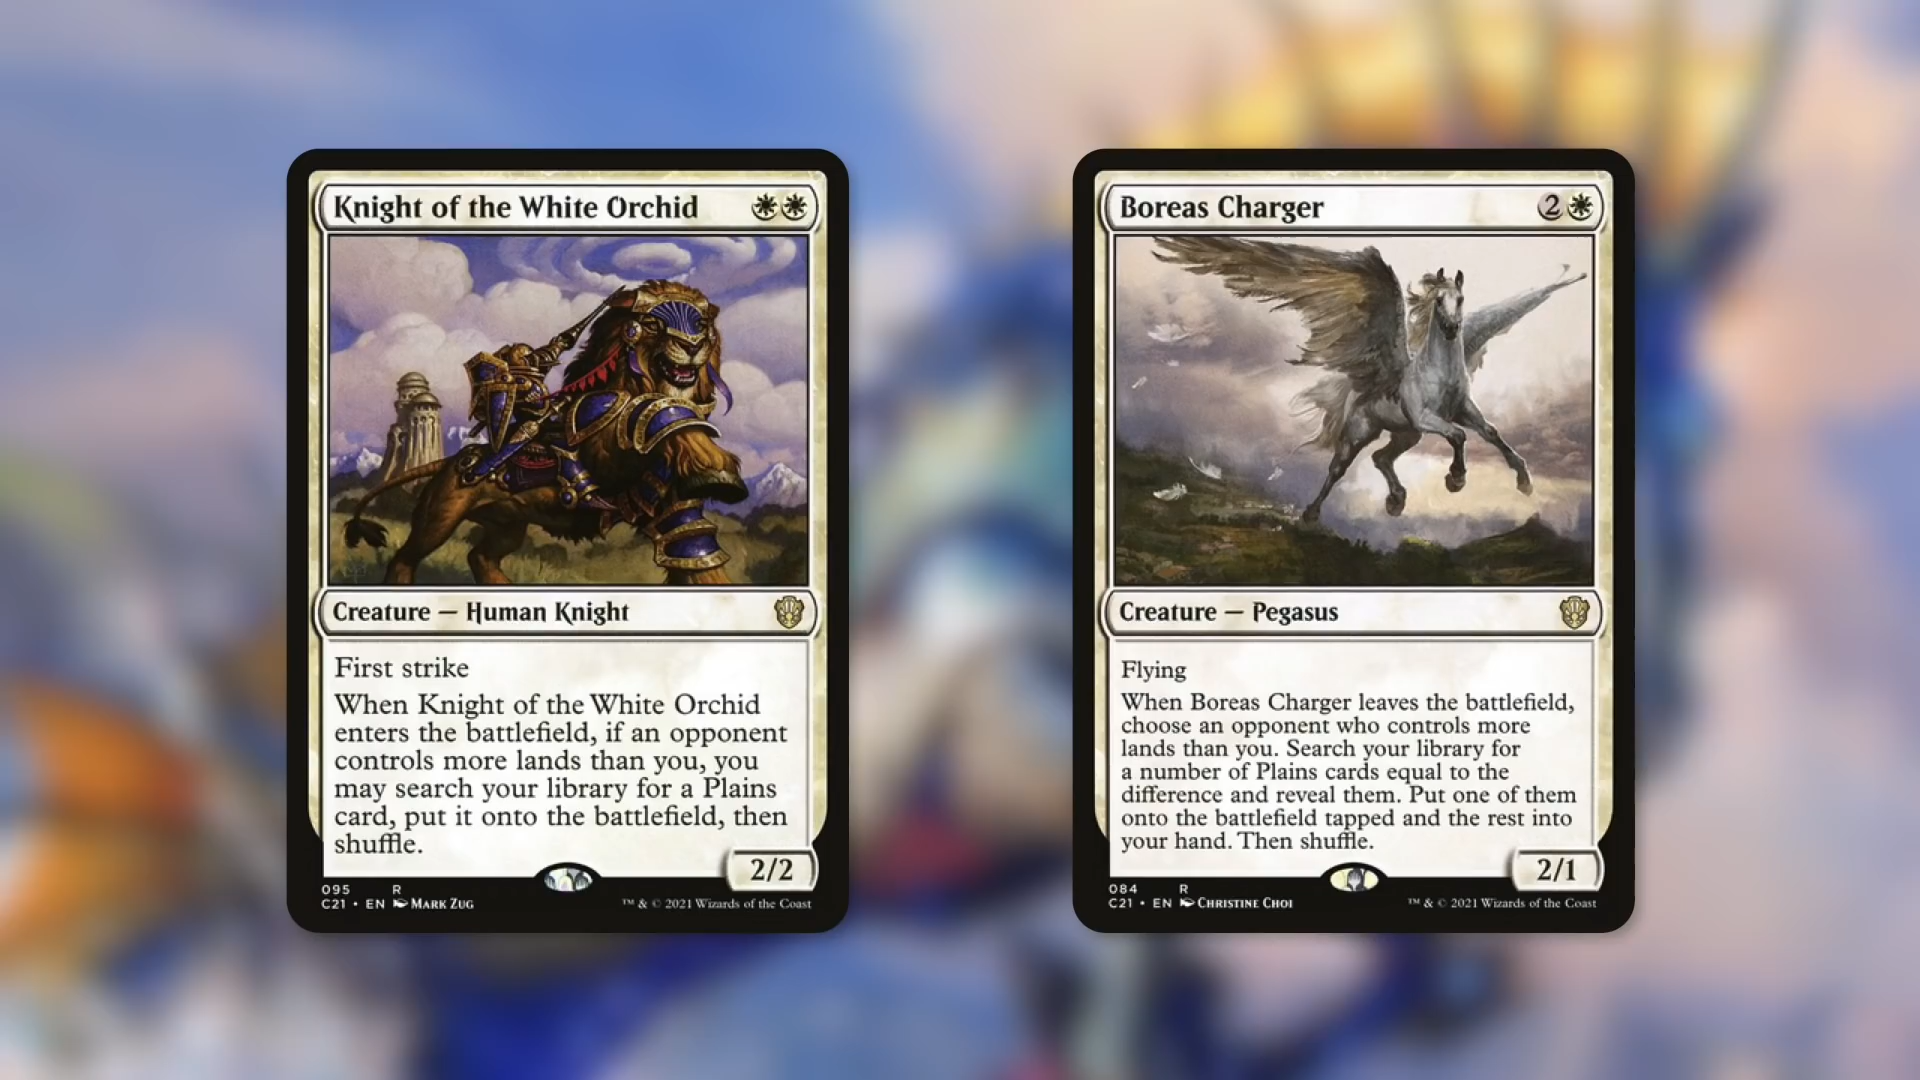 Knight of the White Orchid
Creature — Human Knight
First strike
When Knight of the White Orchid
enters the battlefield, if an opponent
controls more lands than you, you
may search your library for a Plains
card, put it onto the battlefield, then
shuffle.
2/2
095 R
C21 • EN MARK ZUG
™ & © 2021 Wizards of the Coast
Boreas Charger 2
Creature — Pegasus
Flying
When Boreas Charger leaves the battlefield,
choose an opponent who controls more
lands than you. Search your library for
a number of Plains cards equal to the
difference and reveal them. Put one of them
onto the battlefield tapped and the rest into
your hand. Then shuffle.
2/1
084 R
C21 • EN CHRISTINE CHOI
™ & © 2021 Wizards of the Coast